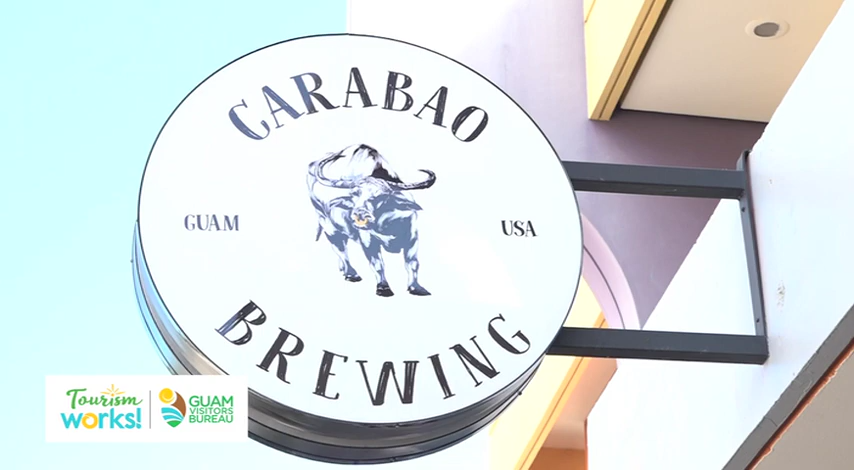 CARABAO
GUAM
USA
BREWING
Tourism
WORKS!
GUAM
VISITORS
BUREAU